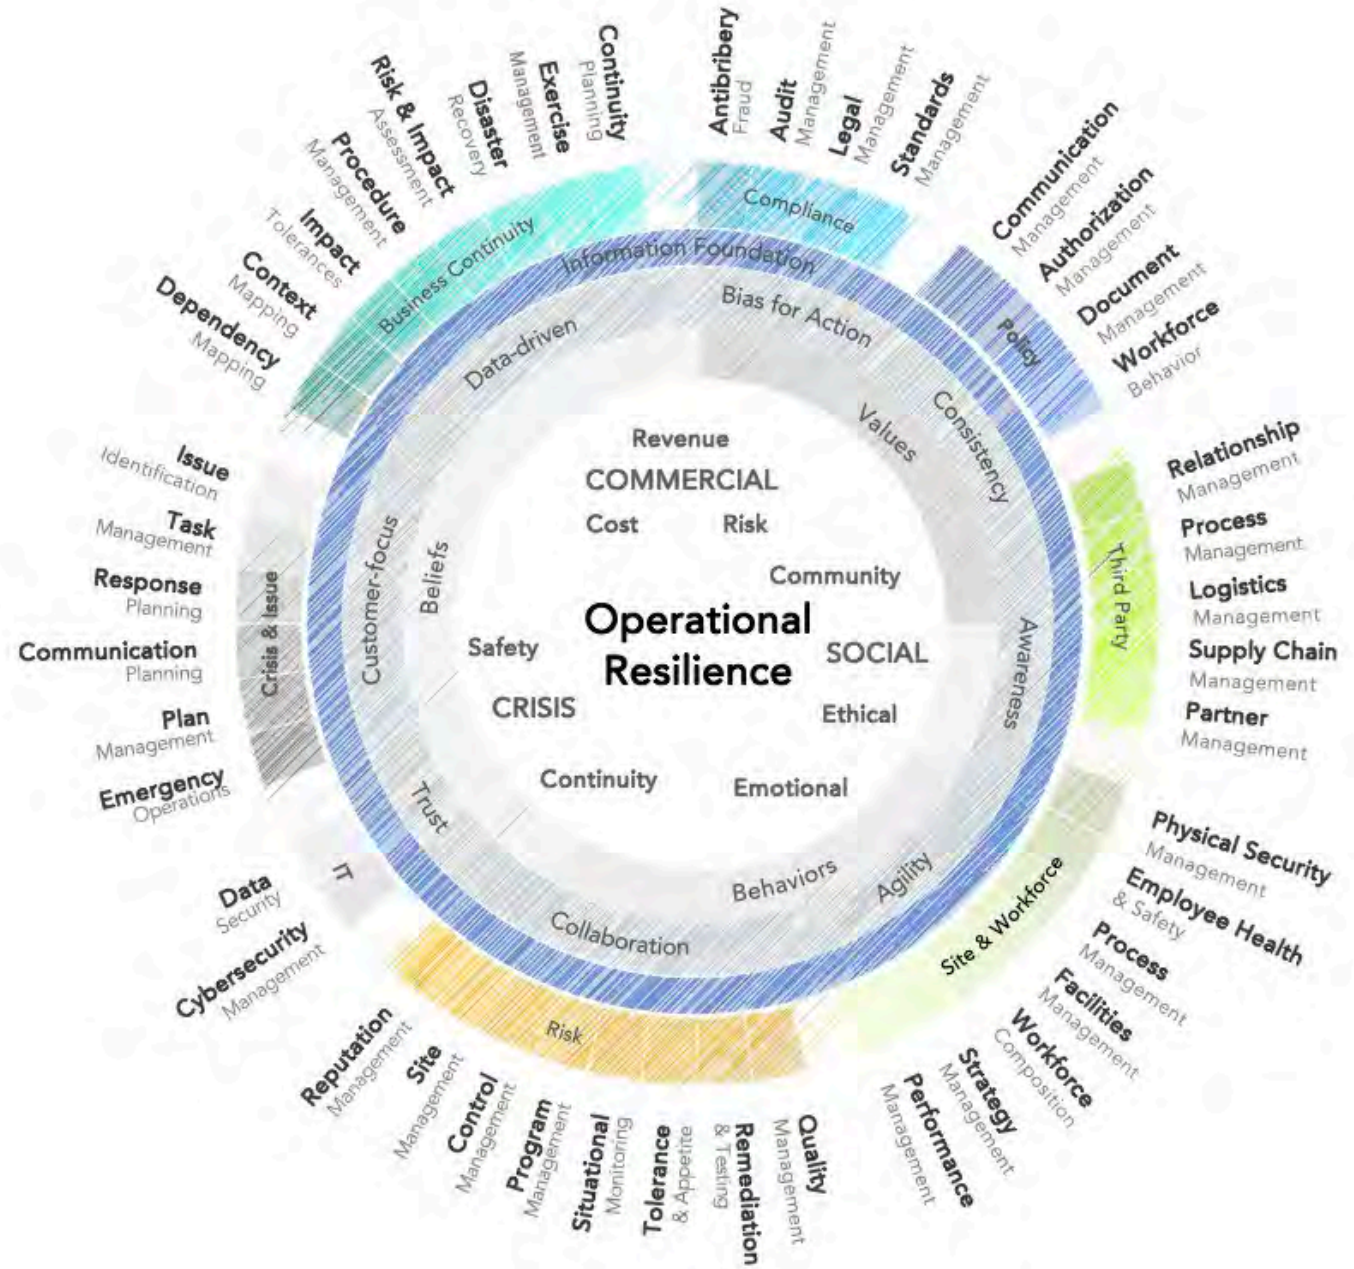 Antibribery
Fraud
Audit
Management
Legal
Management
Standards
Management
Communication
Management
Authorization
Management
Document
Management
Workforce
Behavior
Relationship
Management
Process
Management
Logistics
Management
Supply Chain
Management
Partner
Management
Physical Security
Management
Employee Health
& Safety
Process
Management
Facilities
Management
Workforce
Composition
Strategy
Management
Performance
Management
Quality
Management
Remediation
& Testing
Tolerance
& Appetite
Situational
Monitoring
Program
Management
Control
Management
Site
Management
Reputation
Management
Cybersecurity
Management
Data
Security
Emergency
Operations
Plan
Management
Communication
Planning
Response
Planning
Task
Management
Issue
Identification
Dependency
Mapping
Context
Mapping
Impact
Tolerances
Procedure
Management
Risk & Impact
Assessment
Disaster
Recovery
Exercise
Management
Continuity
Planning
Compliance
Policy
Third Party
Site & Workforce
Risk
IT
Crisis & Issue
Business Continuity
Information Foundation
Bias for Action
Consistency
Awareness
Agility
Collaboration
Trust
Customer-focus
Data-driven
Values
Behaviors
Beliefs
Revenue
COMMERCIAL
Cost Risk
Community
Operational
Resilience
Safety
SOCIAL
CRISIS
Ethical
Continuity
Emotional